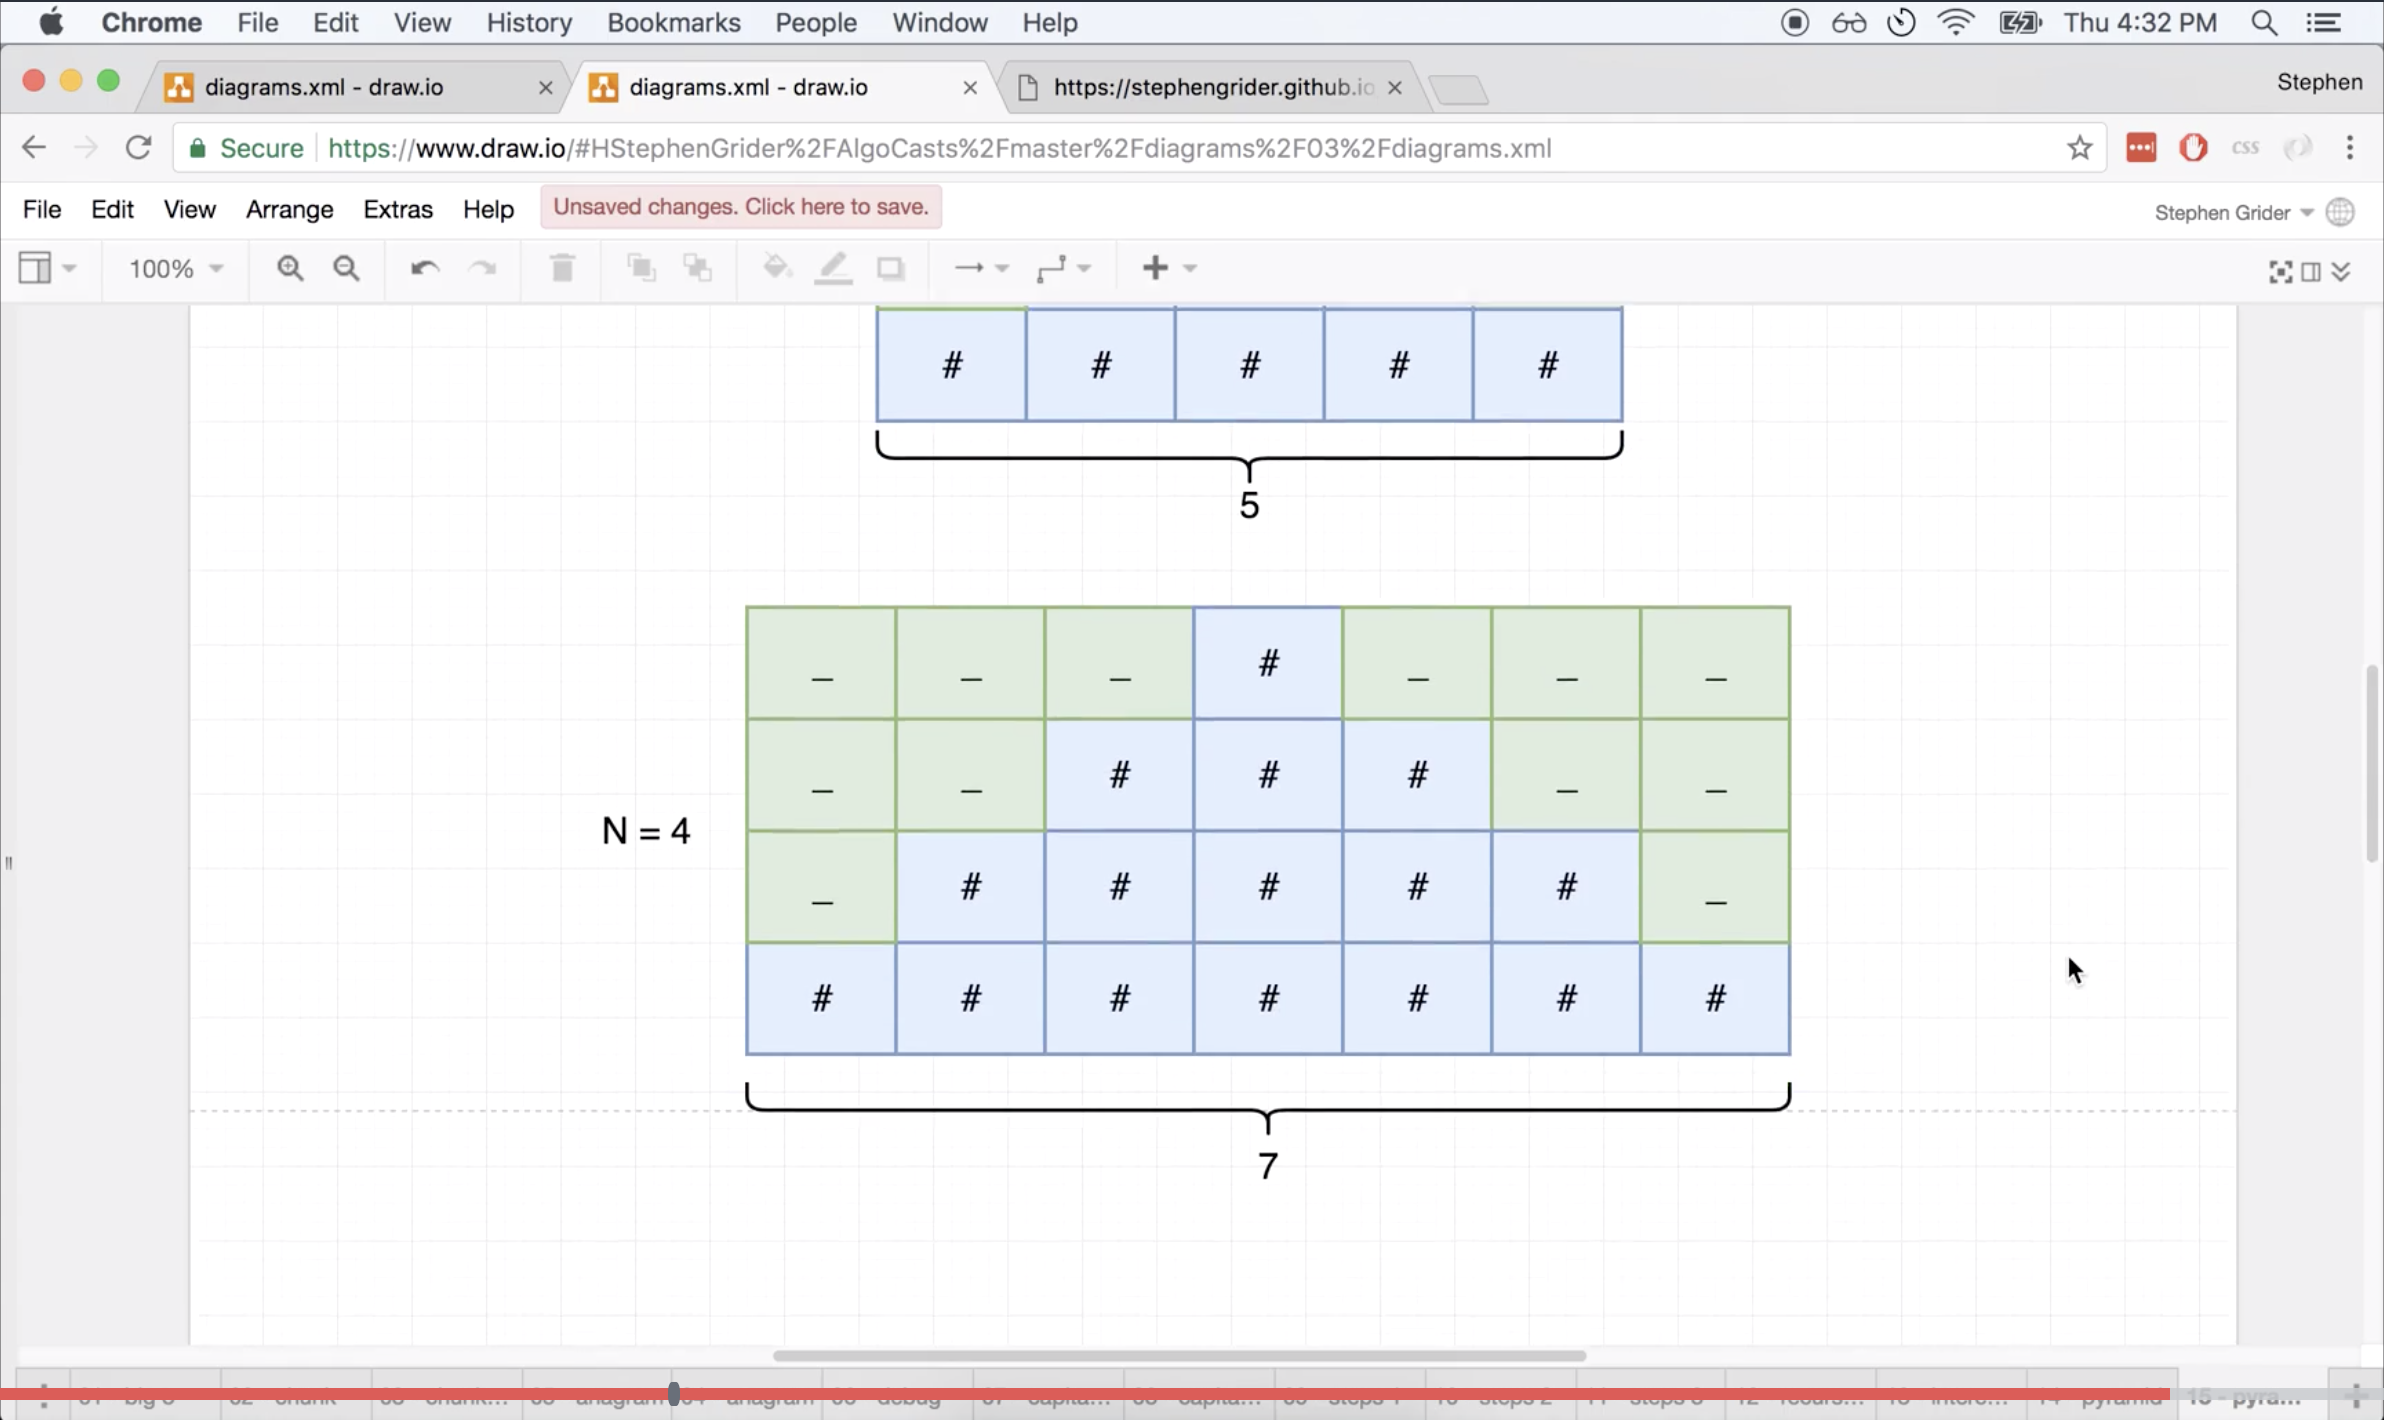 Chrome File Edit View History Bookmarks People Window Help Thu 4:32 PM
diagrams.xml - draw.io diagrams.xml - draw.io https://stephengrider.github.io Stephen
Secure https://www.draw.io/#HStephenGrider%2FAlgoCasts%2Fmaster%2Fdiagrams%2F03%2Fdiagrams.xml css
File Edit View Arrange Extras Help Unsaved changes. Click here to save. Stephen Grider
100%
# # # # #
5
_ _ _ # _ _ _
_ _ # # # _ _
N = 4
_ # # # # # _
# # # # # # #
7
15 - pyra...